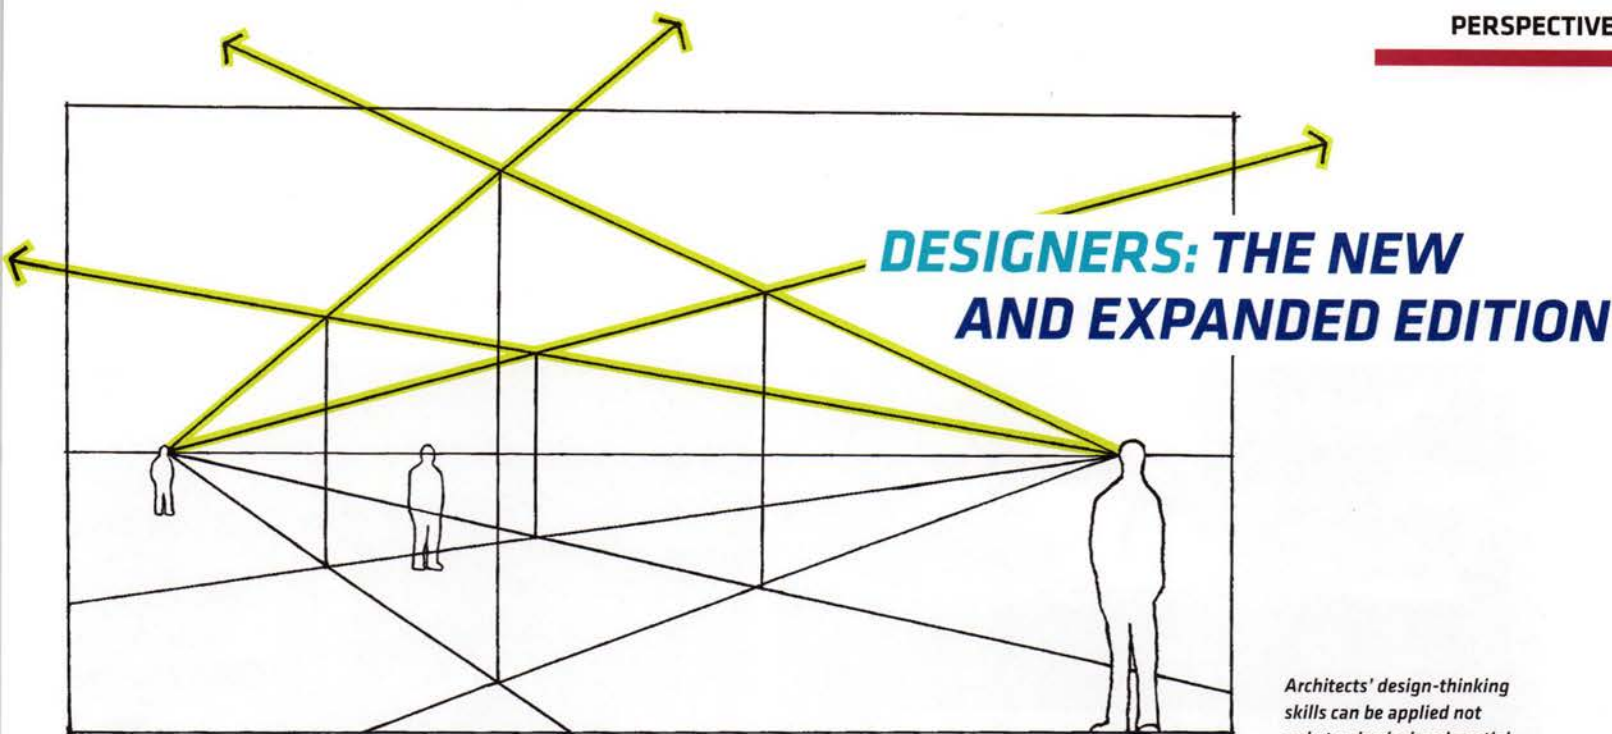 PERSPECTIVE
DESIGNERS: THE NEW
AND EXPANDED EDITION
Architects' design-thinking
skills can be applied not